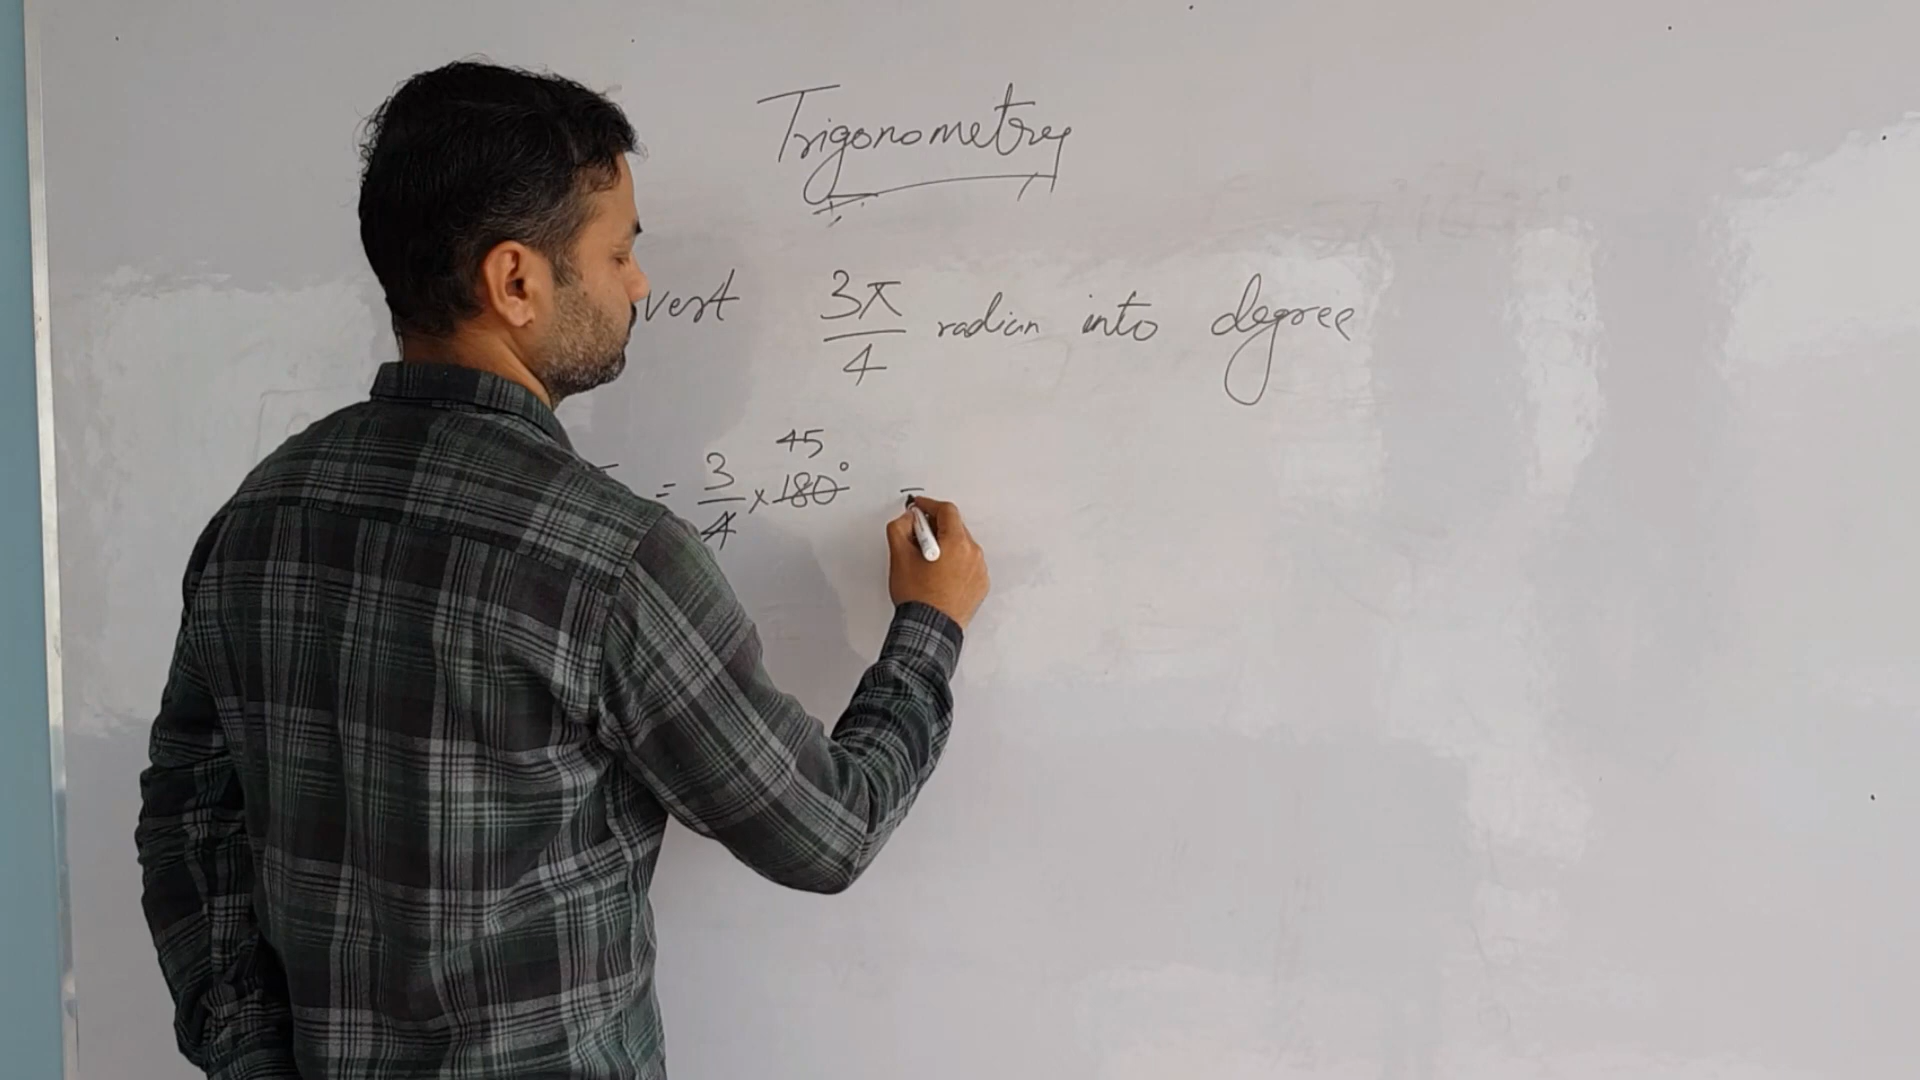 Trigonometry
vert 3π/4 radian into degree
= 3/4 × 180° =
45